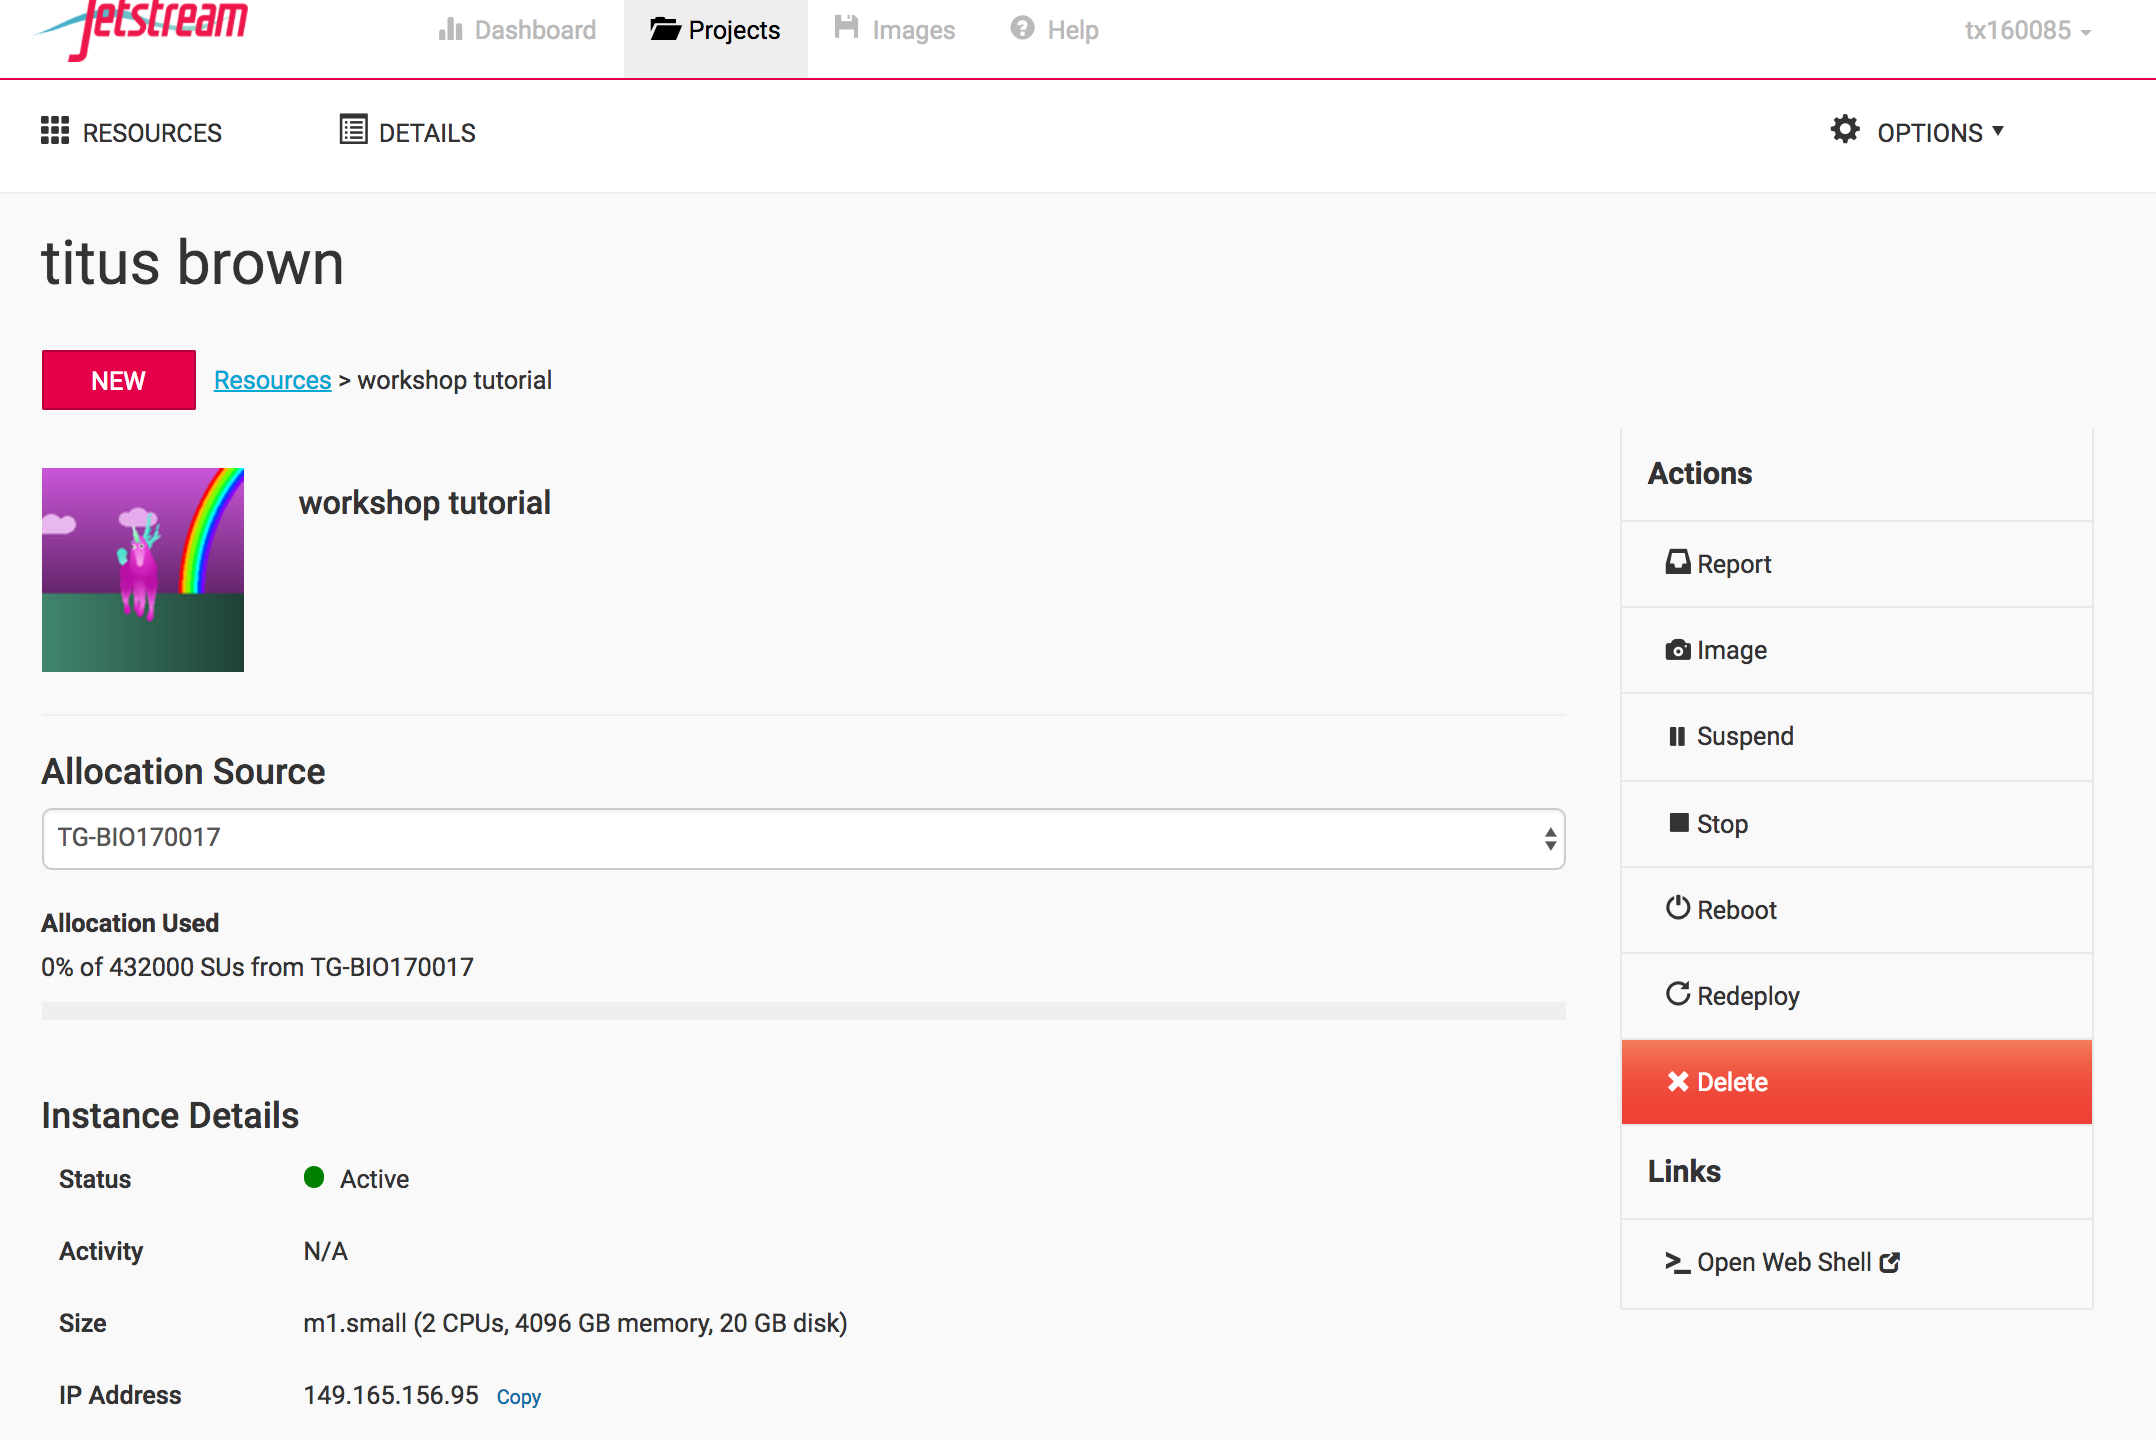 Jetstream
Dashboard
Projects
Images
Help
tx160085
RESOURCES
DETAILS
OPTIONS
titus brown
NEW
Resources > workshop tutorial
workshop tutorial
Allocation Source
TG-BIO170017
Allocation Used
0% of 432000 SUs from TG-BIO170017
Instance Details
Status Active
Activity N/A
Size m1.small (2 CPUs, 4096 GB memory, 20 GB disk)
IP Address 149.165.156.95 Copy
Actions
Report
Image
Suspend
Stop
Reboot
Redeploy
Delete
Links
Open Web Shell